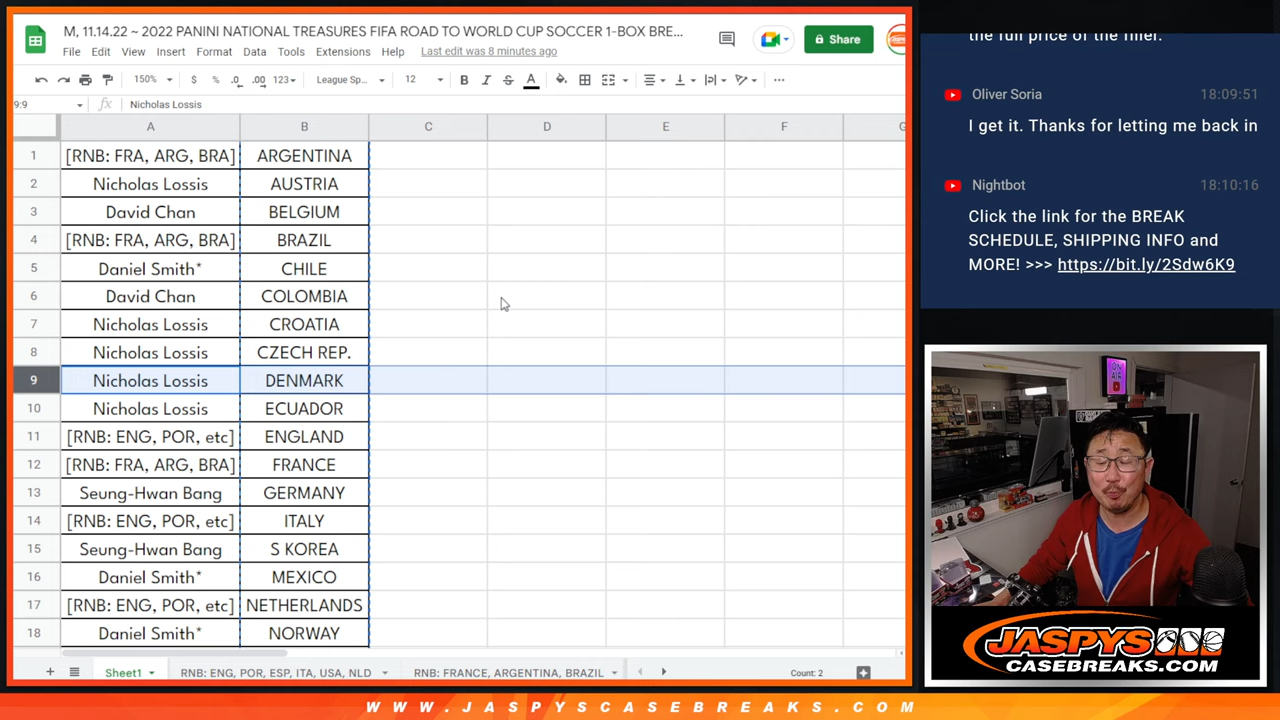 M, 11.14.22 ~ 2022 PANINI NATIONAL TREASURES FIFA ROAD TO WORLD CUP SOCCER 1-BOX BRE...
File Edit View Insert Format Data Tools Extensions Help Last edit was 8 minutes ago
Share
150% $ % .0 .00 123 League Sp... 12 B I S A
9:9 fx Nicholas Lossis
A B C D E F G
1 [RNB: FRA, ARG, BRA] ARGENTINA
2 Nicholas Lossis AUSTRIA
3 David Chan BELGIUM
4 [RNB: FRA, ARG, BRA] BRAZIL
5 Daniel Smith* CHILE
6 David Chan COLOMBIA
7 Nicholas Lossis CROATIA
8 Nicholas Lossis CZECH REP.
9 Nicholas Lossis DENMARK
10 Nicholas Lossis ECUADOR
11 [RNB: ENG, POR, etc] ENGLAND
12 [RNB: FRA, ARG, BRA] FRANCE
13 Seung-Hwan Bang GERMANY
14 [RNB: ENG, POR, etc] ITALY
15 Seung-Hwan Bang S KOREA
16 Daniel Smith* MEXICO
17 [RNB: ENG, POR, etc] NETHERLANDS
18 Daniel Smith* NORWAY
Sheet1 RNB: ENG, POR, ESP, ITA, USA, NLD RNB: FRANCE, ARGENTINA, BRAZIL Count: 2
the full price of the filler.
Oliver Soria 18:09:51
I get it. Thanks for letting me back in
Nightbot 18:10:16
Click the link for the BREAK
SCHEDULE, SHIPPING INFO and
MORE! >>> https://bit.ly/2Sdw6K9
ON
AIR
JASPYS
CASEBREAKS.COM
WWW.JASPYSCASEBREAKS.COM